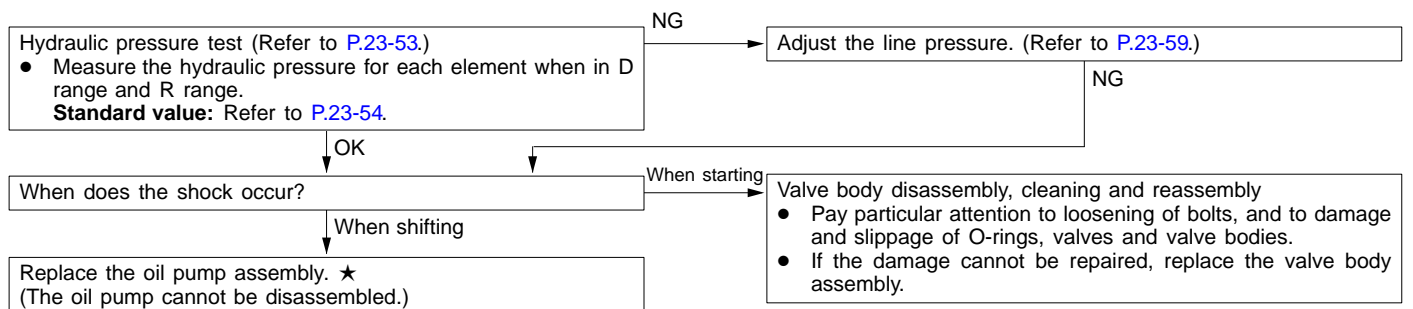 NG
Hydraulic pressure test (Refer to P.23-53.)
● Measure the hydraulic pressure for each element when in D
range and R range.
Standard value: Refer to P.23-54.
Adjust the line pressure. (Refer to P.23-59.)
NG
OK
When does the shock occur?
When starting
Valve body disassembly, cleaning and reassembly
● Pay particular attention to loosening of bolts, and to damage
and slippage of O-rings, valves and valve bodies.
● If the damage cannot be repaired, replace the valve body
assembly.
When shifting
Replace the oil pump assembly. ★
(The oil pump cannot be disassembled.)